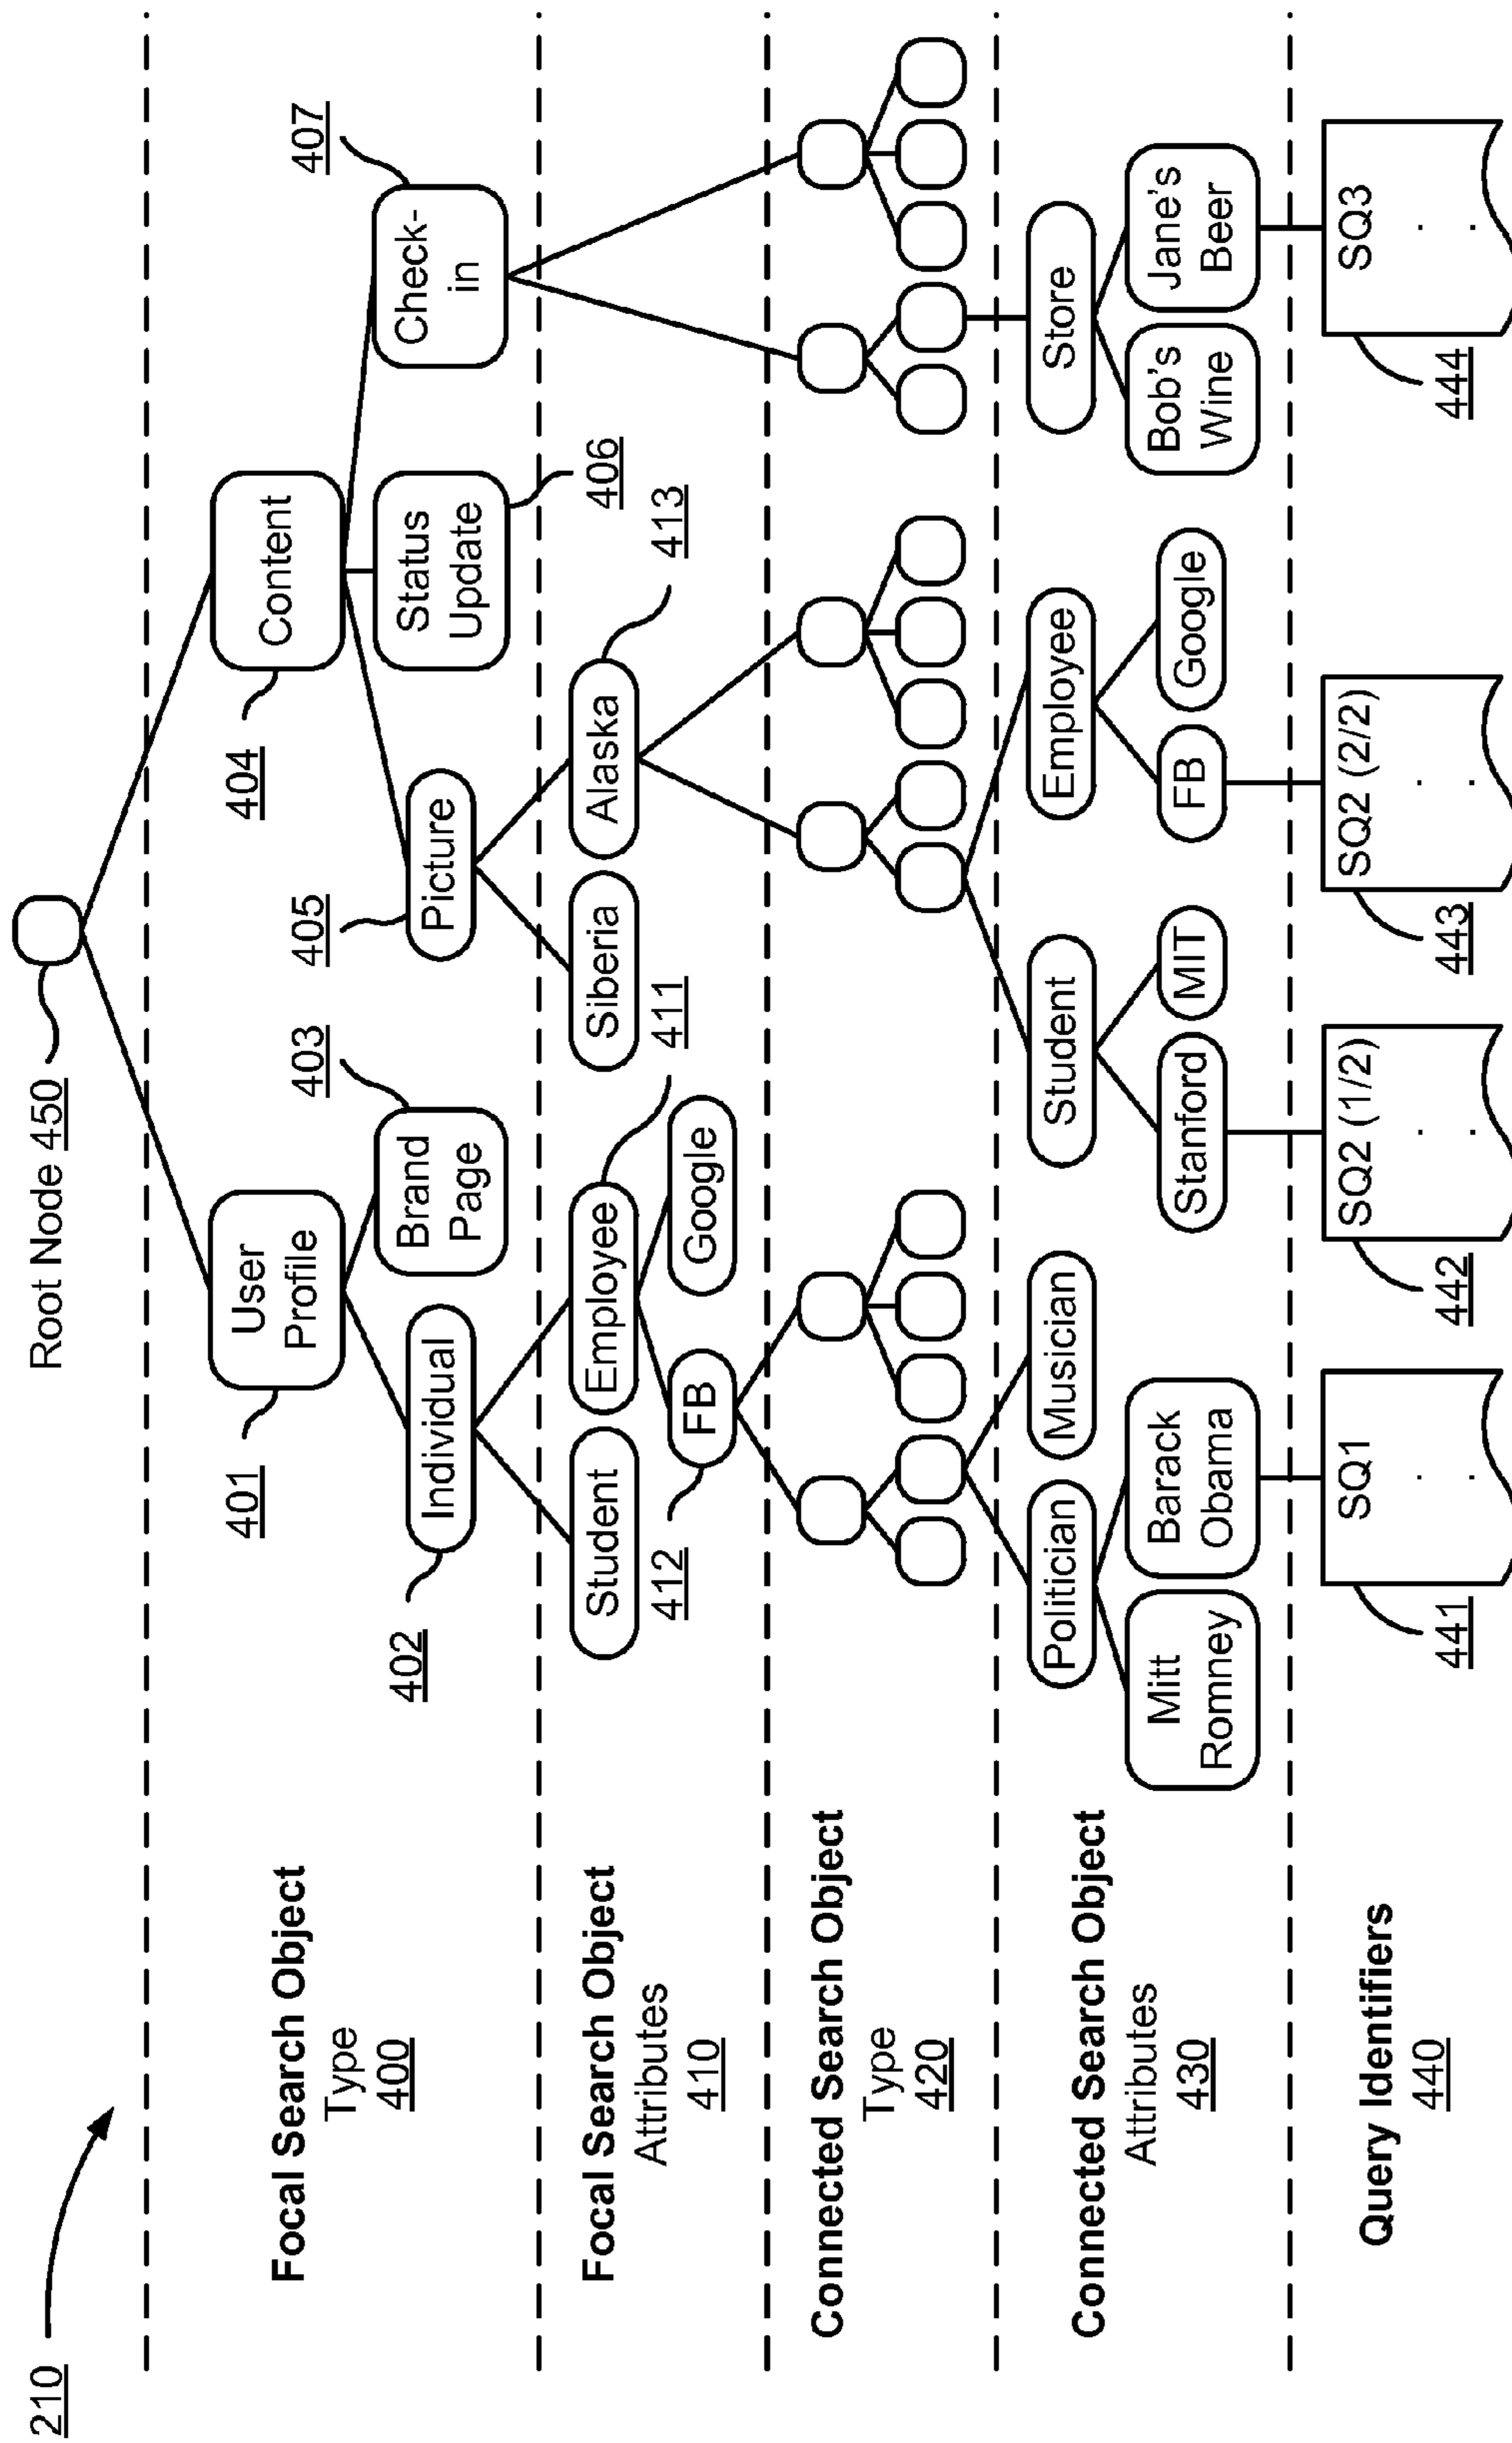 210
Root Node 450
Focal Search Object
Type
400
User
Profile
401
Content
404
Individual
402
Brand
Page
403
Picture
405
Status
Update
406
Check-
in
407
Focal Search Object
Attributes
410
Student
Employee
411
FB
412
Google
Siberia
Alaska
413
Connected Search Object
Type
420
Connected Search Object
Attributes
430
Politician
Musician
Mitt
Romney
Barack
Obama
Student
Stanford
MIT
Employee
FB
Google
Store
Bob's
Wine
Jane's
Beer
Query Identifiers
440
SQ1
441
SQ2 (1/2)
442
SQ2 (2/2)
443
SQ3
444